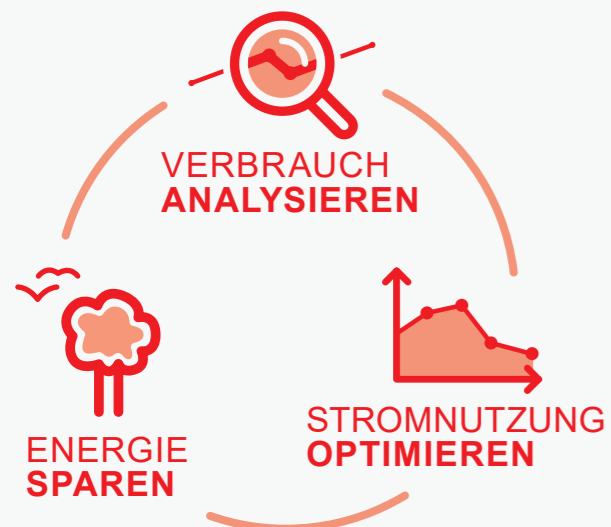 VERBRAUCH
ANALYSIEREN
STROMNUTZUNG
OPTIMIEREN
ENERGIE
SPAREN